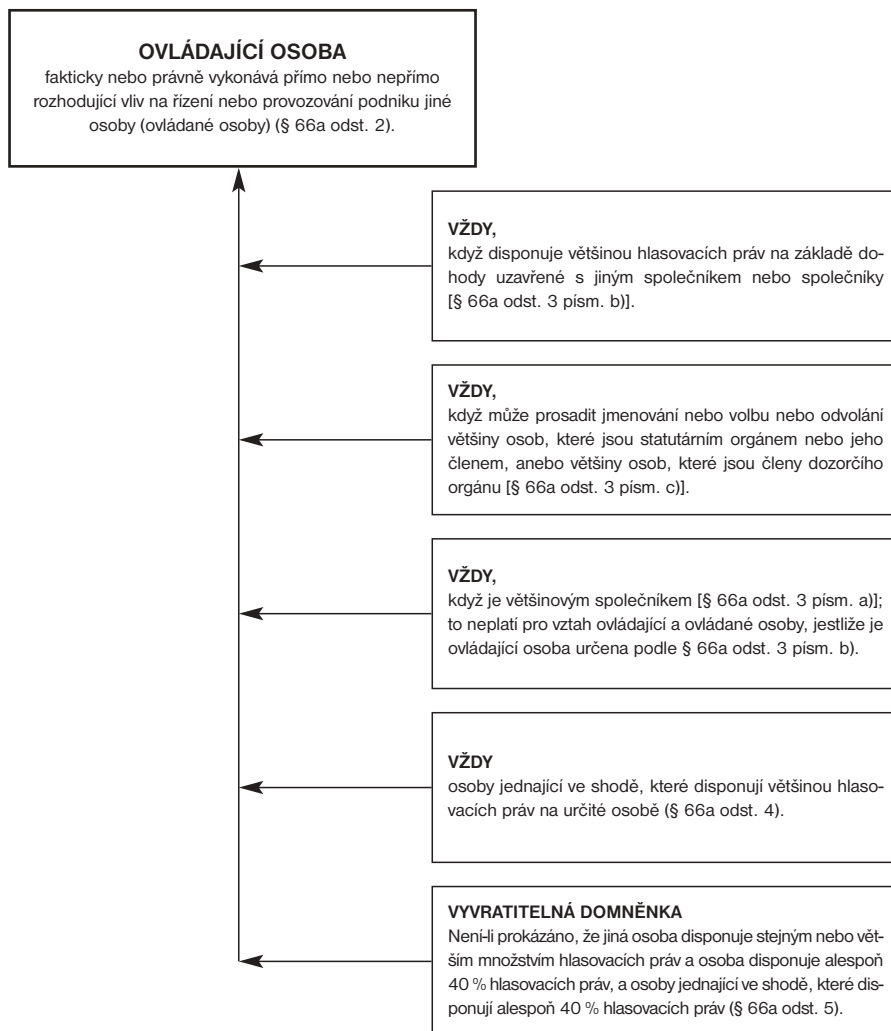 OVLÁDAJÍCÍ OSOBA
fakticky nebo právně vykonává přímo nebo nepřímo
rozhodující vliv na řízení nebo provozování podniku jiné
osoby (ovládané osoby) (§ 66a odst. 2).
VŽDY,
když disponuje většinou hlasovacích práv na základě do-
hody uzavřené s jiným společníkem nebo společníky
[§ 66a odst. 3 písm. b)].
VŽDY,
když může prosadit jmenování nebo volbu nebo odvolání
většiny osob, které jsou statutárním orgánem nebo jeho
členem, anebo většiny osob, které jsou členy dozorčího
orgánu [§ 66a odst. 3 písm. c)].
VŽDY,
když je většinovým společníkem [§ 66a odst. 3 písm. a)];
to neplatí pro vztah ovládající a ovládané osoby, jestliže je
ovládající osoba určena podle § 66a odst. 3 písm. b).
VŽDY
osoby jednající ve shodě, které disponují většinou hlaso-
vacích práv na určité osobě (§ 66a odst. 4).
VYVRATITELNÁ DOMNĚNKA
Není-li prokázáno, že jiná osoba disponuje stejným nebo vět-
ším množstvím hlasovacích práv a osoba disponuje alespoň
40 % hlasovacích práv, a osoby jednající ve shodě, které dis-
ponují alespoň 40 % hlasovacích práv (§ 66a odst. 5).